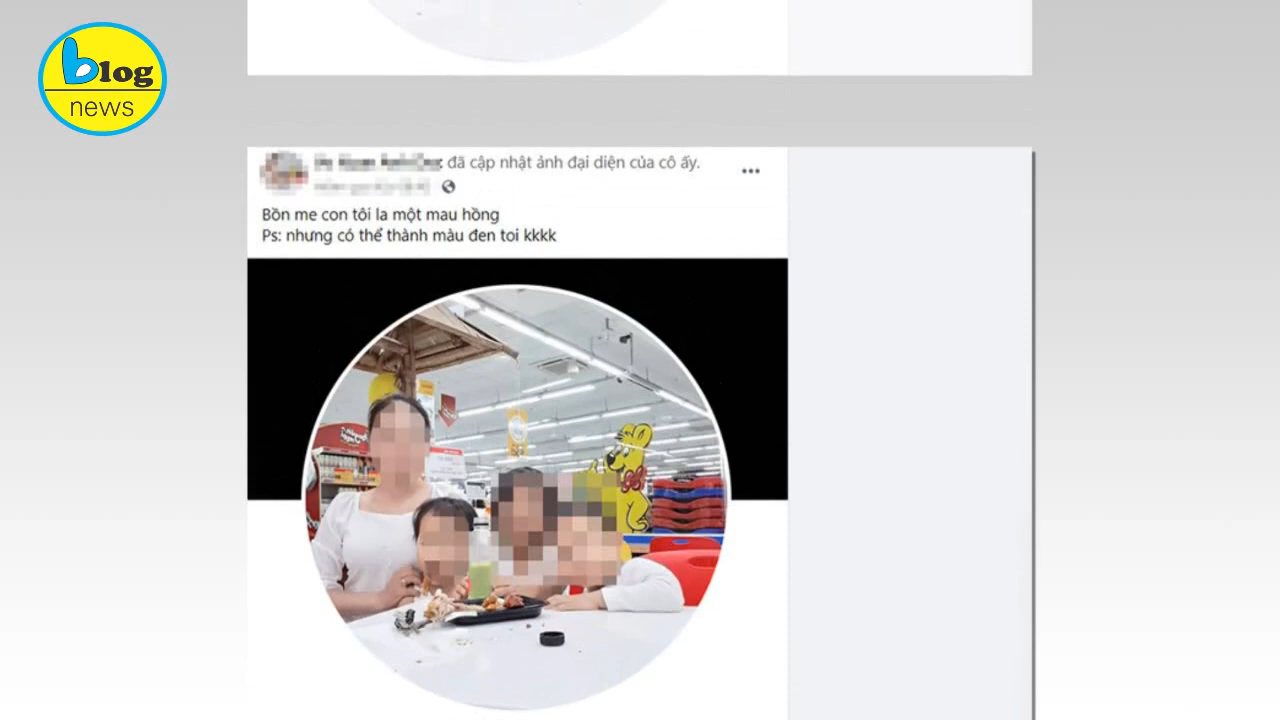 blog
news
đã cập nhật ảnh đại diện của cô ấy.
Bồn me con tôi la một mau hồng
Ps: nhưng có thể thành màu đen toi kkkk